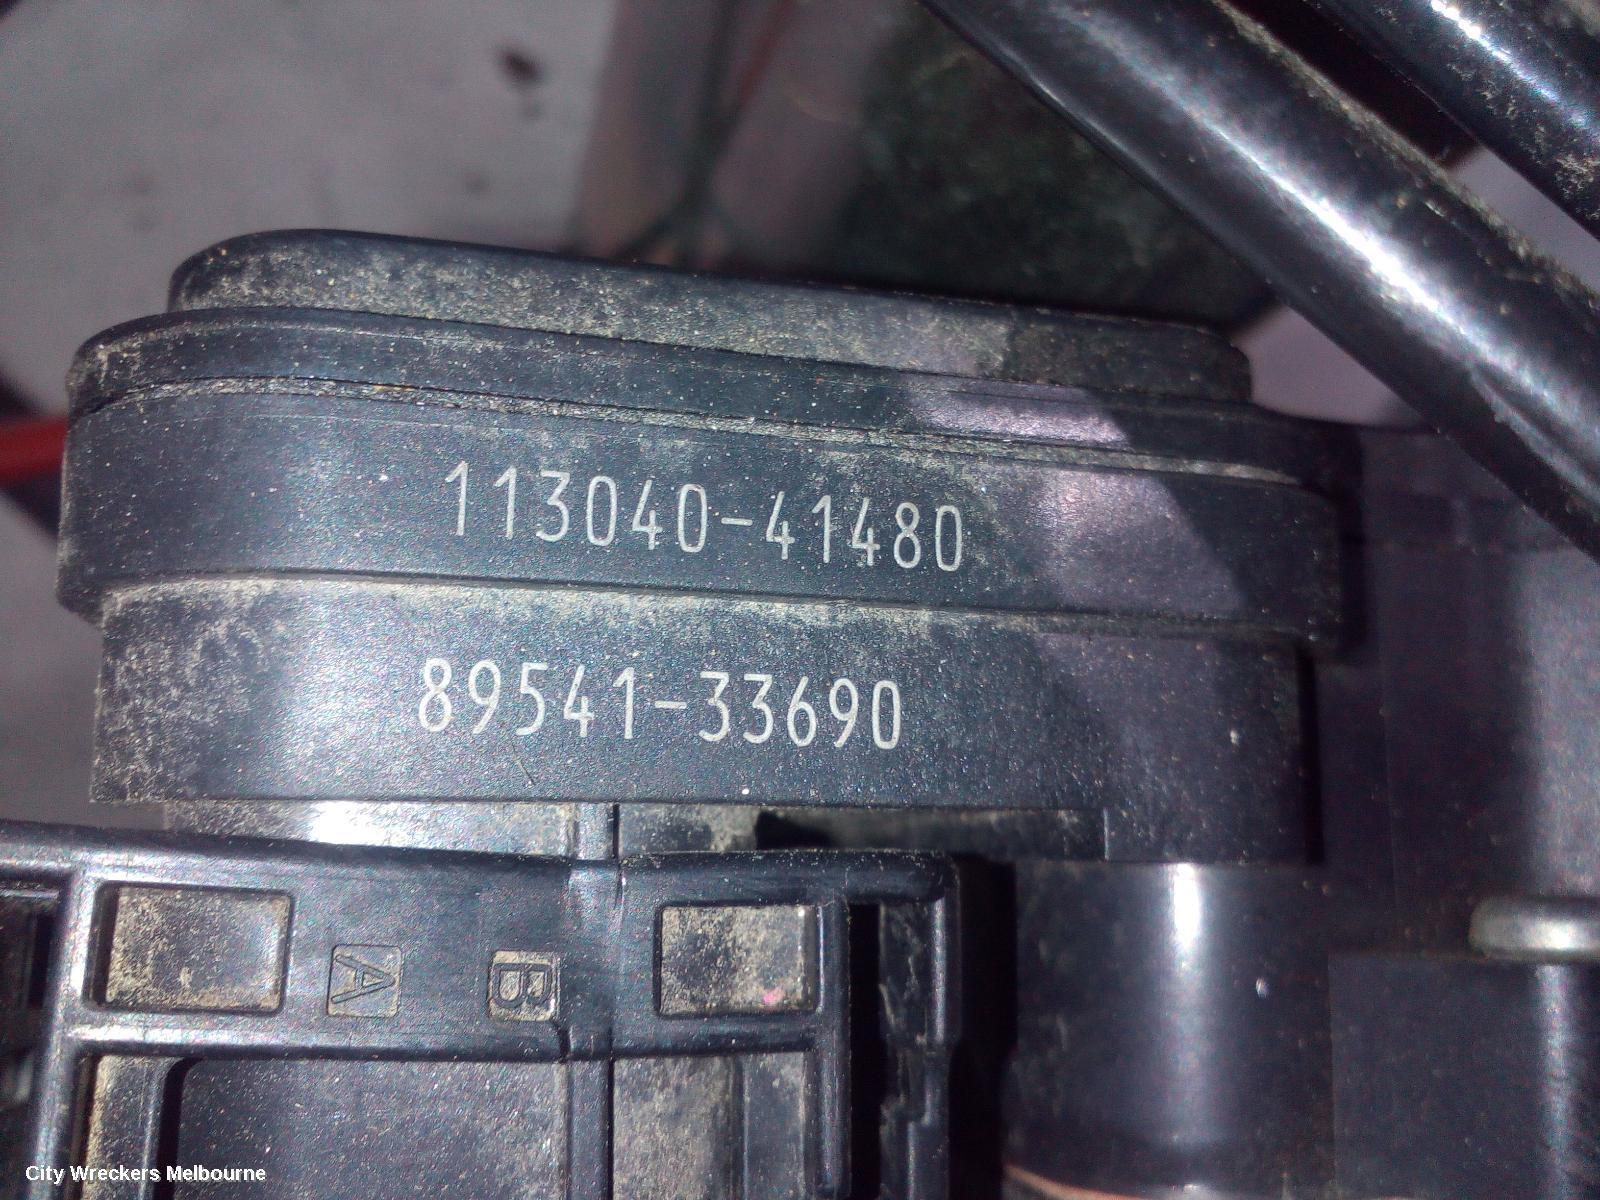 113040-41480
89541-33690
A
B
City Wreckers Melbourne